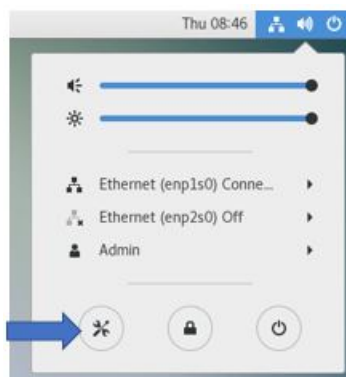 Thu 08:46
Ethernet (enp1s0) Conne...
Ethernet (enp2s0) Off
Admin